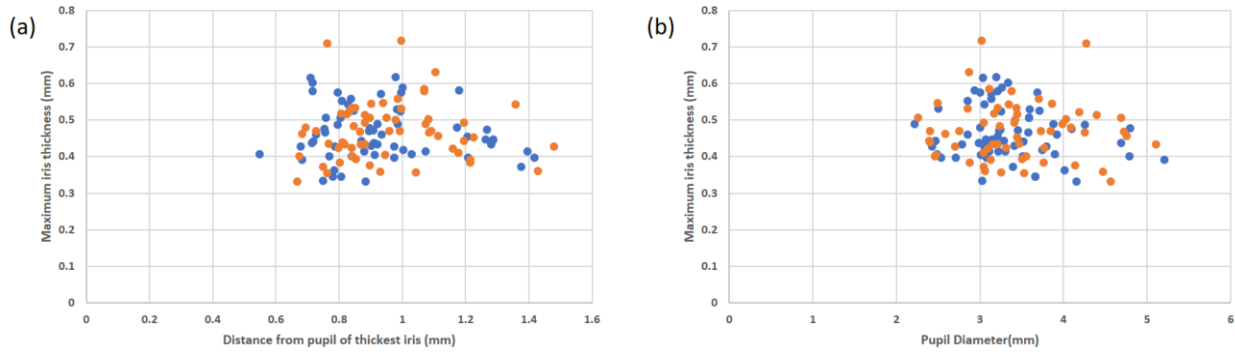 (a)
Maximum iris thickness (mm)
0.8
0.7
0.6
0.5
0.4
0.3
0.2
0.1
0
0 0.2 0.4 0.6 0.8 1 1.2 1.4 1.6
Distance from pupil of thickest iris (mm)
(b)
Maximum iris thickness (mm)
0.8
0.7
0.6
0.5
0.4
0.3
0.2
0.1
0
0 1 2 3 4 5 6
Pupil Diameter(mm)